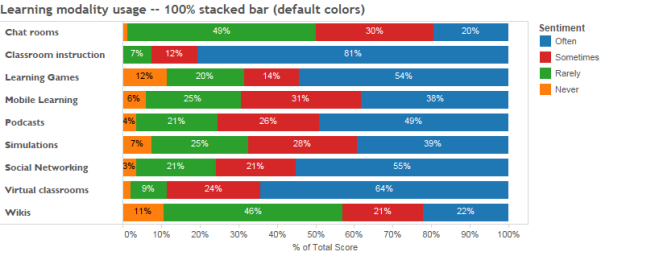 Learning modality usage -- 100% stacked bar (default colors)
Chat rooms 49% 30% 20%
Classroom instruction 7% 12% 81%
Learning Games 12% 20% 14% 54%
Mobile Learning 6% 25% 31% 38%
Podcasts 4% 21% 26% 49%
Simulations 7% 25% 28% 39%
Social Networking 3% 21% 21% 55%
Virtual classrooms 9% 24% 64%
Wikis 11% 46% 21% 22%
0% 10% 20% 30% 40% 50% 60% 70% 80% 90% 100%
% of Total Score
Sentiment
Often
Sometimes
Rarely
Never